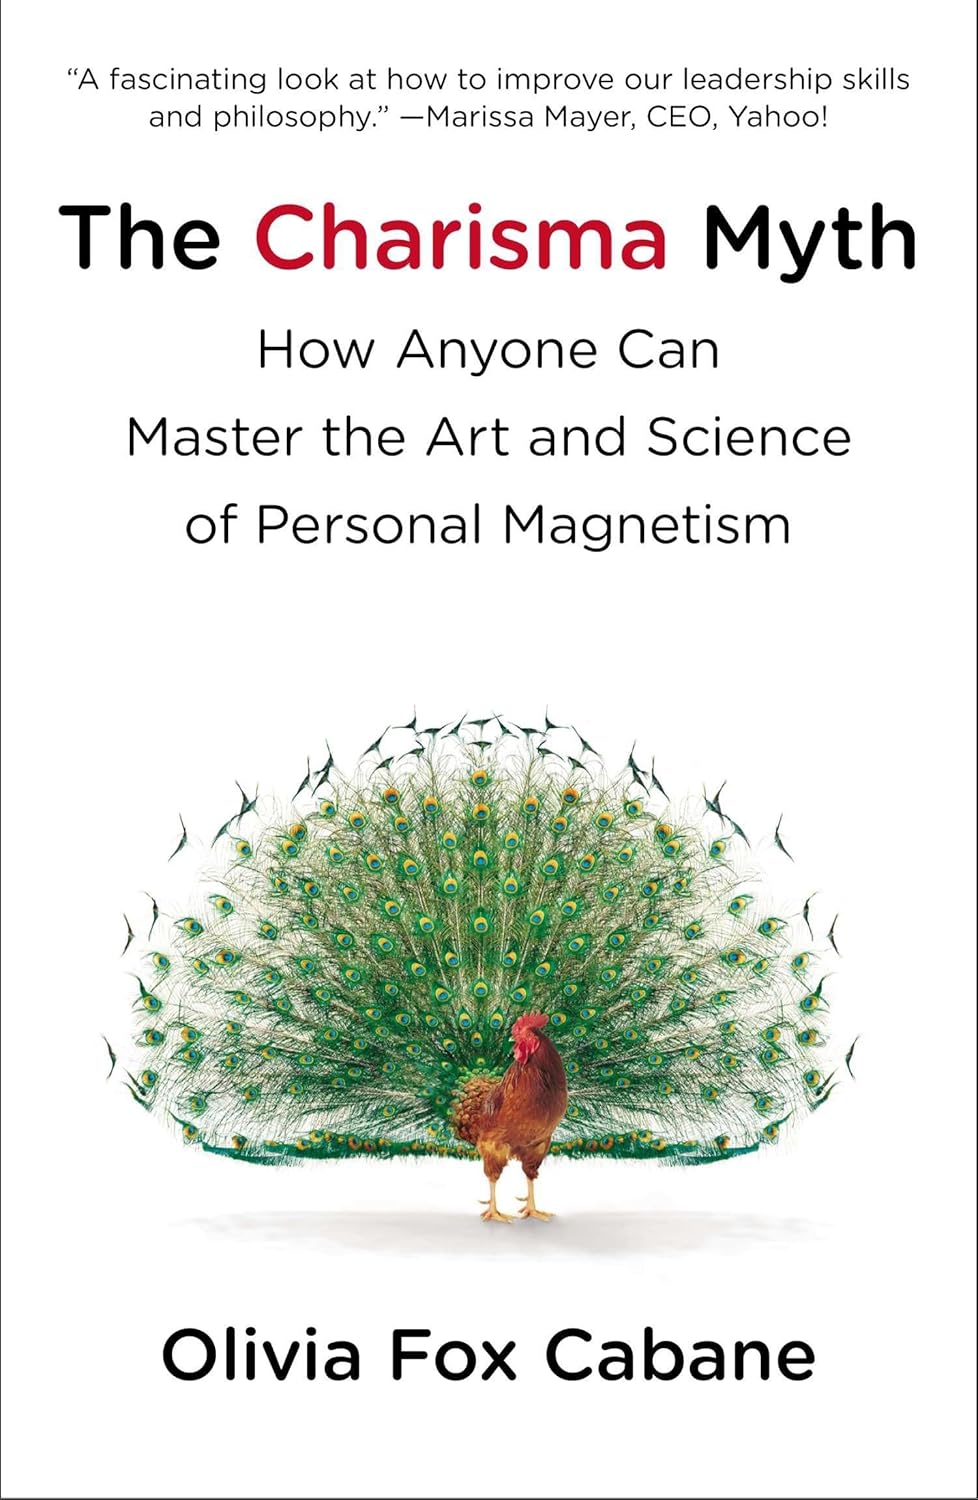 “A fascinating look at how to improve our leadership skills
and philosophy.” —Marissa Mayer, CEO, Yahoo!
The Charisma Myth
How Anyone Can
Master the Art and Science
of Personal Magnetism
Olivia Fox Cabane